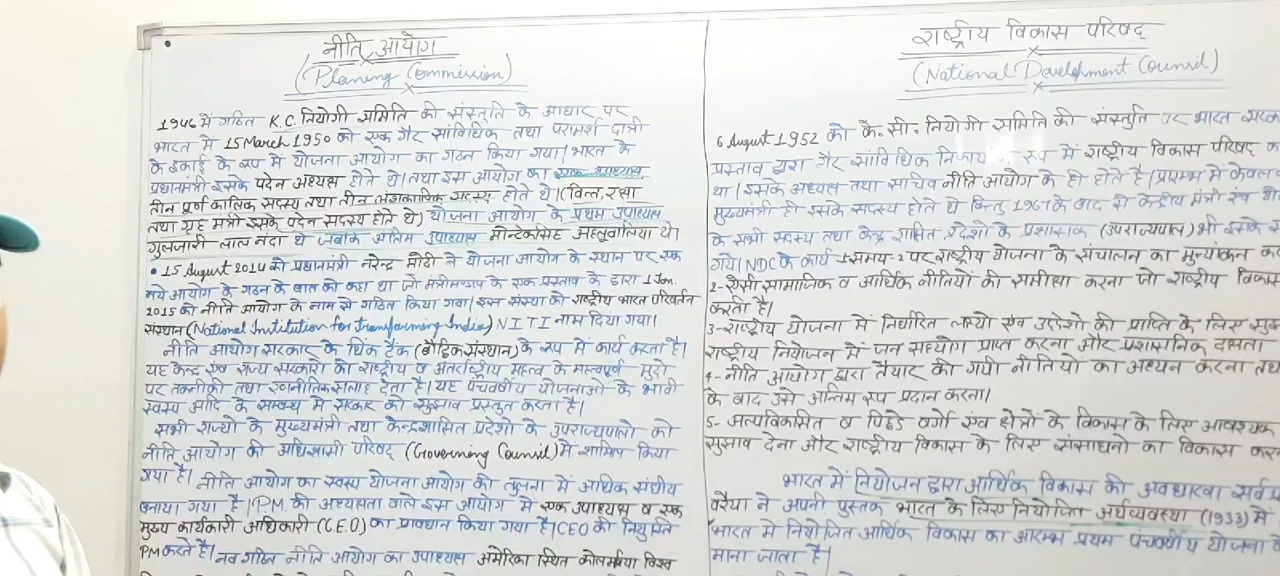 नीति आयोग
(Planing Commission)
1946 में गठित K.C. नियोगी समिति की संस्तुति के आधार पर
भारत में 15 March 1950 को एक गैर सांविधिक तथा परामर्श दात्री
के इकाई के रूप में योजना आयोग का गठन किया गया। भारत के
प्रधानमंत्री इसके पदेन अध्यक्ष होते थे। तथा इस आयोग का एक उपाध्यक्ष
तीन पूर्ण कालिक सदस्य तथा तीन अंशकालिक सदस्य होते थे। (वित्त, रक्षा
तथा गृह मंत्री इसके पदेन सदस्य होते थे) योजना आयोग के प्रथम उपाध्यक्ष
गुलजारी लाल नंदा थे जबकि अंतिम उपाध्यक्ष मोन्टेकसिंह अहलूवालिया थे।
• 15 August 2014 को प्रधानमंत्री नरेन्द्र मोदी ने योजना आयोग के स्थान पर एक
नये आयोग के गठन के बात को कहा था जो मंत्रीमण्डल के एक प्रस्ताव के द्वारा 1 Jan.
2015 को नीति आयोग के नाम से गठित किया गया। इस संस्था को राष्ट्रीय भारत परिवर्तन
संस्थान (National Institution for transforming India) NITI नाम दिया गया।
नीति आयोग सरकार के थिंक टैंक (बौद्धिक संस्थान) के रूप में कार्य करता है।
यह केन्द्र एंव राज्य सरकारो को राष्ट्रीय व अंतर्राष्ट्रीय महत्व के महत्वपूर्ण मुद्दो
पर तकनीकी तथा रणनीतिक सलाह देता है। यह पंचवर्षीय योजनाओ के भावी
स्वरूप आदि के सम्बन्ध में सरकार को सुझाव प्रस्तुत करता है।
सभी राज्यो के मुख्यमंत्री तथा केन्द्रशासित प्रदेशो के उपराज्यपालो को
नीति आयोग की अधिशासी परिषद् (Governing Council) में शामिल किया
गया है। नीति आयोग का स्वरूप योजना आयोग की तुलना में अधिक संघीय
बनाया गया है। PM की अध्यक्षता वाले इस आयोग में एक उपाध्यक्ष व एक
मुख्य कार्यकारी अधिकारी (CEO) का प्रावधान किया गया है। CEO की नियुक्ति
PM करते है। नव गठित नीति आयोग का उपाध्यक्ष अमेरिका स्थित कोलम्बिया विश्व
राष्ट्रीय विकास परिषद्
(National Development Council)
6 August 1952 को के. सी. नियोगी समिति की संस्तुति पर भारत
प्रस्ताव द्वारा गैर सांविधिक निकाय रूप में राष्ट्रीय विकास परिषद
था। इसके अध्यक्ष तथा सचिव नीति आयोग के ही होते है। प्रारम्भ में केवल
मुख्यमंत्री ही इसके सदस्य होते थे किन्तु 1967 के बाद से केन्द्रीय मंत्री
के सभी सदस्य तथा केन्द्र शासित प्रदेशो के प्रशासक (उपराज्यपाल) भी इसके
गये। NDC के कार्य 1 समय-2 पर राष्ट्रीय योजना के संचालन का मूल्यांकन
2- ऐसी सामाजिक व आर्थिक नीतियों की समीक्षा करना जो राष्ट्रीय विकास
करती है।
3- राष्ट्रीय योजना में निर्धारित लक्ष्यों एंव उद्देशो की प्राप्ति के लिए
राष्ट्रीय नियोजन में जन सहयोग प्राप्त करना और प्रशासनिक दक्षता
4- नीति आयोग द्वारा तैयार की गयी नीतियों का अध्यन करना
के बाद उसे अन्तिम रूप प्रदान करना।
5- अल्पविकसित व पिछडे वर्गो एंव क्षेत्रों के विकास के लिए आवश्यक
सुझाव देना और राष्ट्रीय विकास के लिए संसाधनो का विकास
भारत में नियोजन द्वारा आर्थिक विकास की अवधारणा
वरैया ने अपनी पुस्तक भारत के लिए नियोजित अर्थव्यवस्था (1933) में
भारत में नियोजित आर्थिक विकास का आरम्भ प्रथम पंचवर्षीय योजना
माना जाता है।